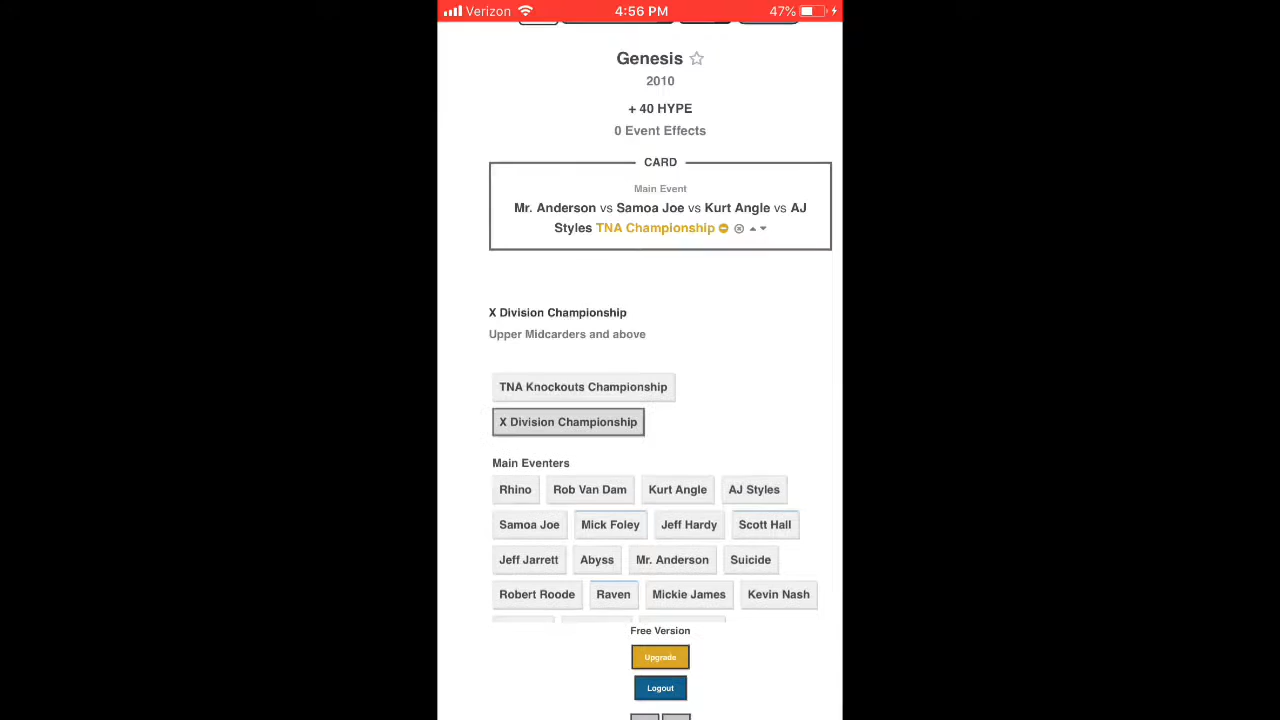 Verizon 4:56 PM 47%
Genesis
2010
+ 40 HYPE
0 Event Effects
CARD
Main Event
Mr. Anderson vs Samoa Joe vs Kurt Angle vs AJ
Styles TNA Championship
X Division Championship
Upper Midcarders and above
TNA Knockouts Championship
X Division Championship
Main Eventers
Rhino Rob Van Dam Kurt Angle AJ Styles
Samoa Joe Mick Foley Jeff Hardy Scott Hall
Jeff Jarrett Abyss Mr. Anderson Suicide
Robert Roode Raven Mickie James Kevin Nash
Free Version
Upgrade
Logout